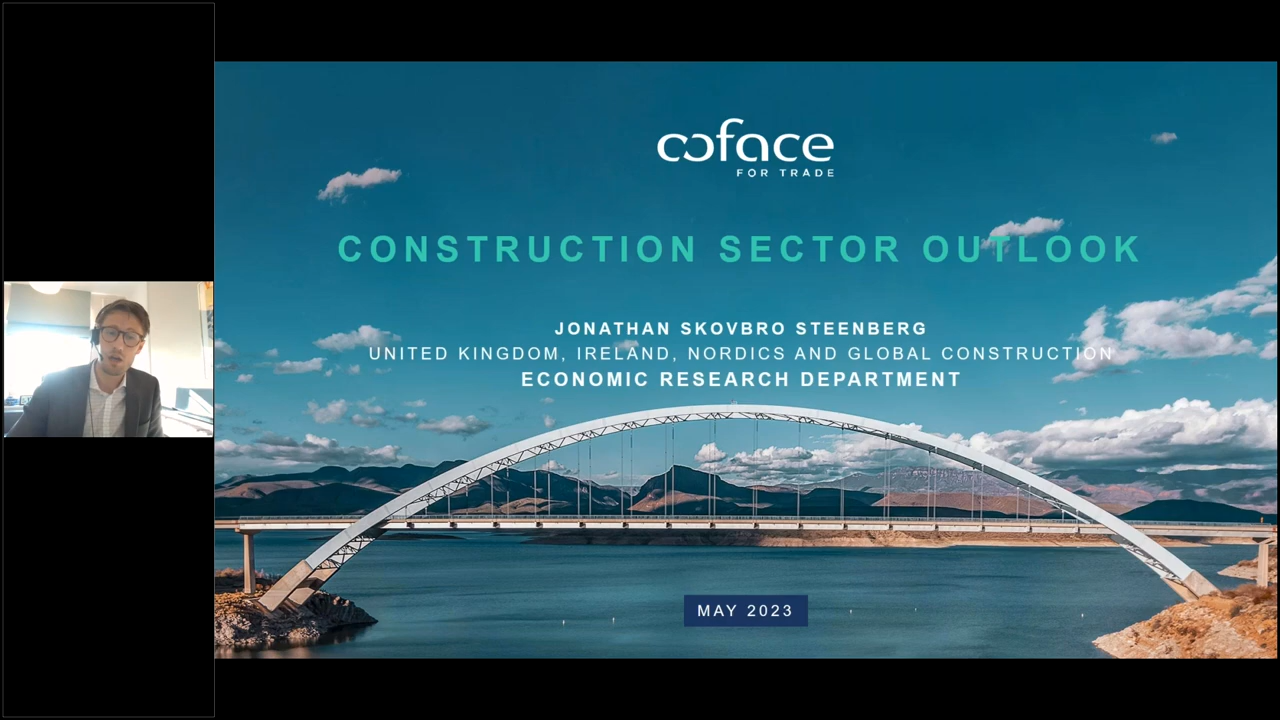 coface
FOR TRADE
CONSTRUCTION SECTOR OUTLOOK
JONATHAN SKOVBRO STEENBERG
UNITED KINGDOM, IRELAND, NORDICS AND GLOBAL CONSTRUCTION
ECONOMIC RESEARCH DEPARTMENT
MAY 2023